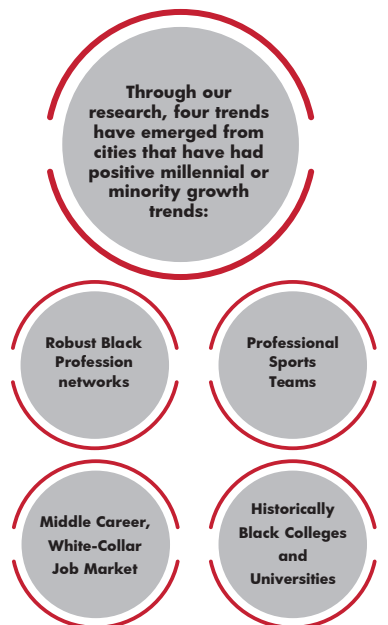 Through our
research, four trends
have emerged from
cities that have had
positive millennial or
minority growth
trends:
Robust Black
Profession
networks
Professional
Sports
Teams
Middle Career,
White-Collar
Job Market
Historically
Black Colleges
and
Universities